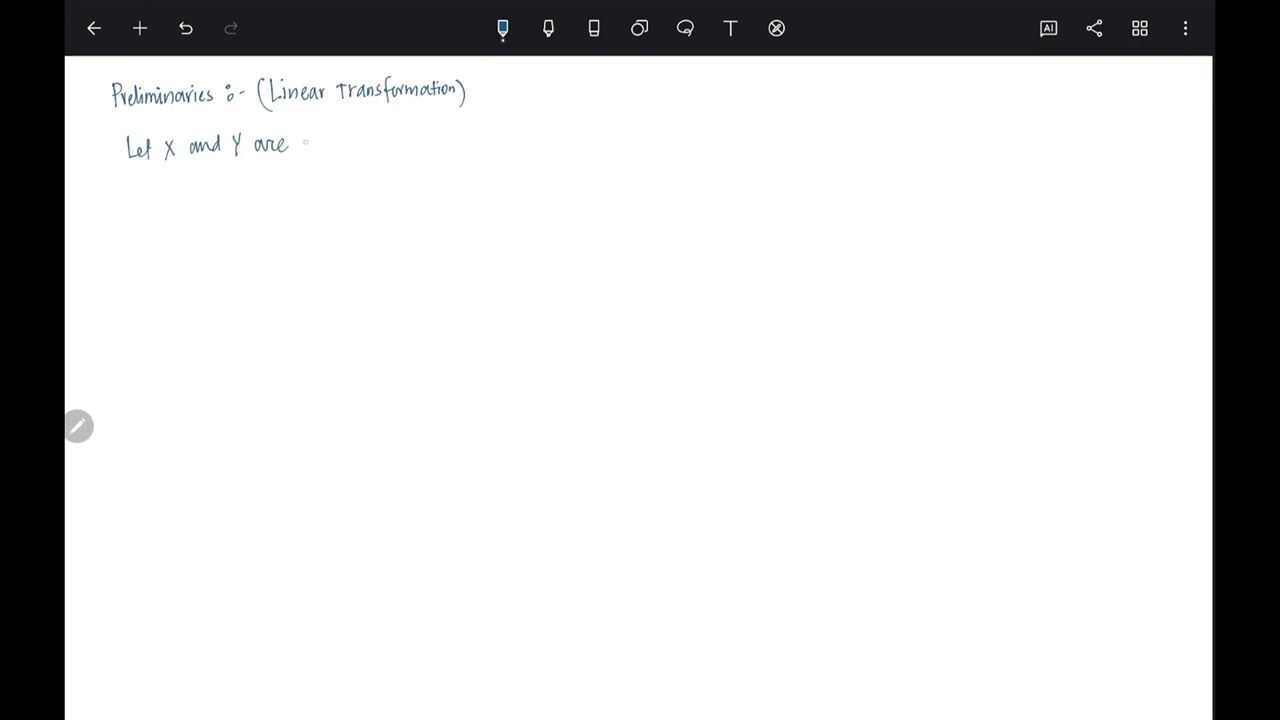 Preliminaries :- (Linear Transformation)
Let X and Y are